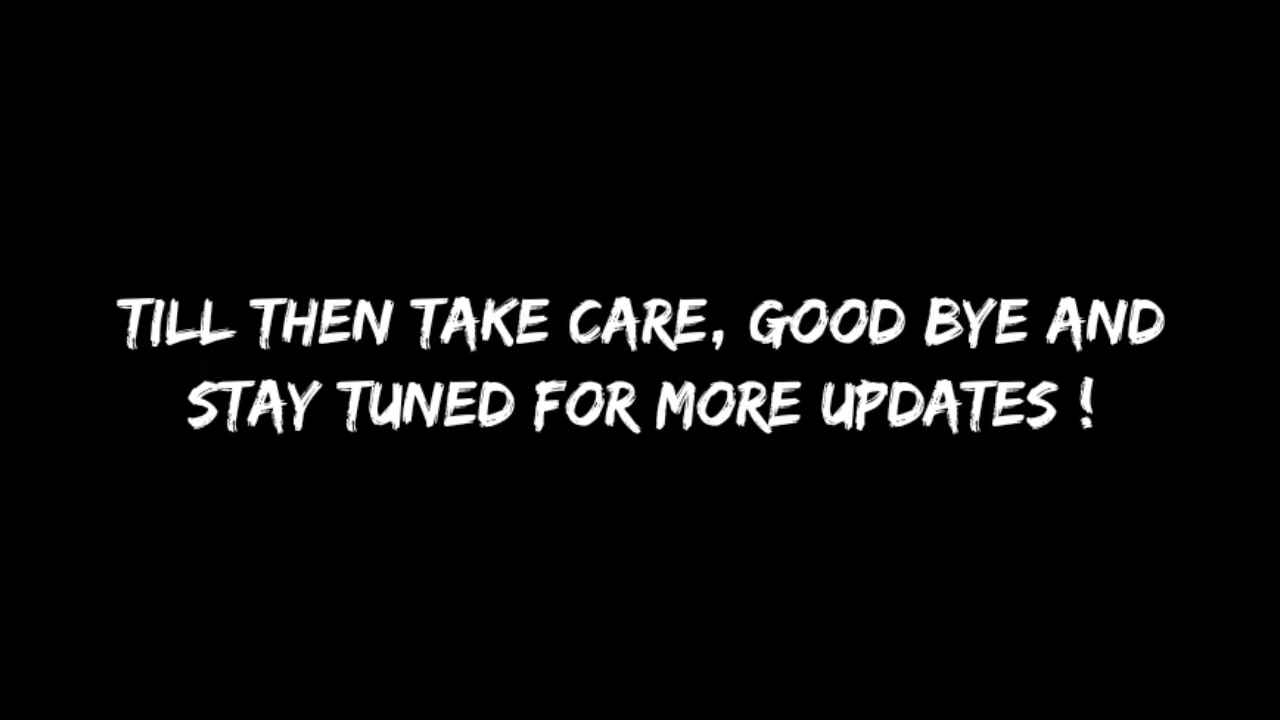 TILL THEN TAKE CARE, GOOD BYE AND
STAY TUNED FOR MORE UPDATES !